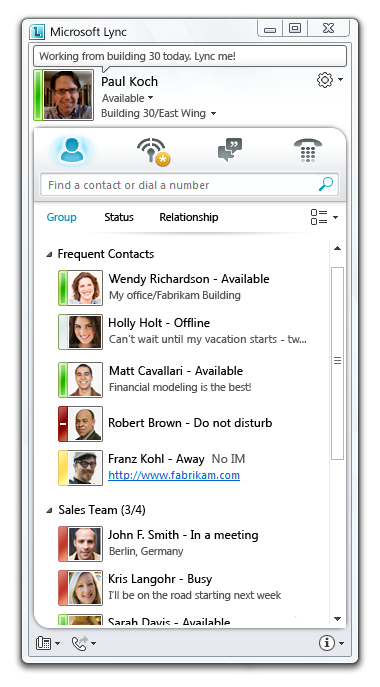 Microsoft Lync
Working from building 30 today. Lync me!
Paul Koch
Available
Building 30/East Wing
Find a contact or dial a number
Group Status Relationship
Frequent Contacts
Wendy Richardson - Available
My office/Fabrikam Building
Holly Holt - Offline
Can't wait until my vacation starts - tw...
Matt Cavallari - Available
Financial modeling is the best!
Robert Brown - Do not disturb
Franz Kohl - Away No IM
http://www.fabrikam.com
Sales Team (3/4)
John F. Smith - In a meeting
Berlin, Germany
Kris Langohr - Busy
I'll be on the road starting next week
Sarah Davis - Available